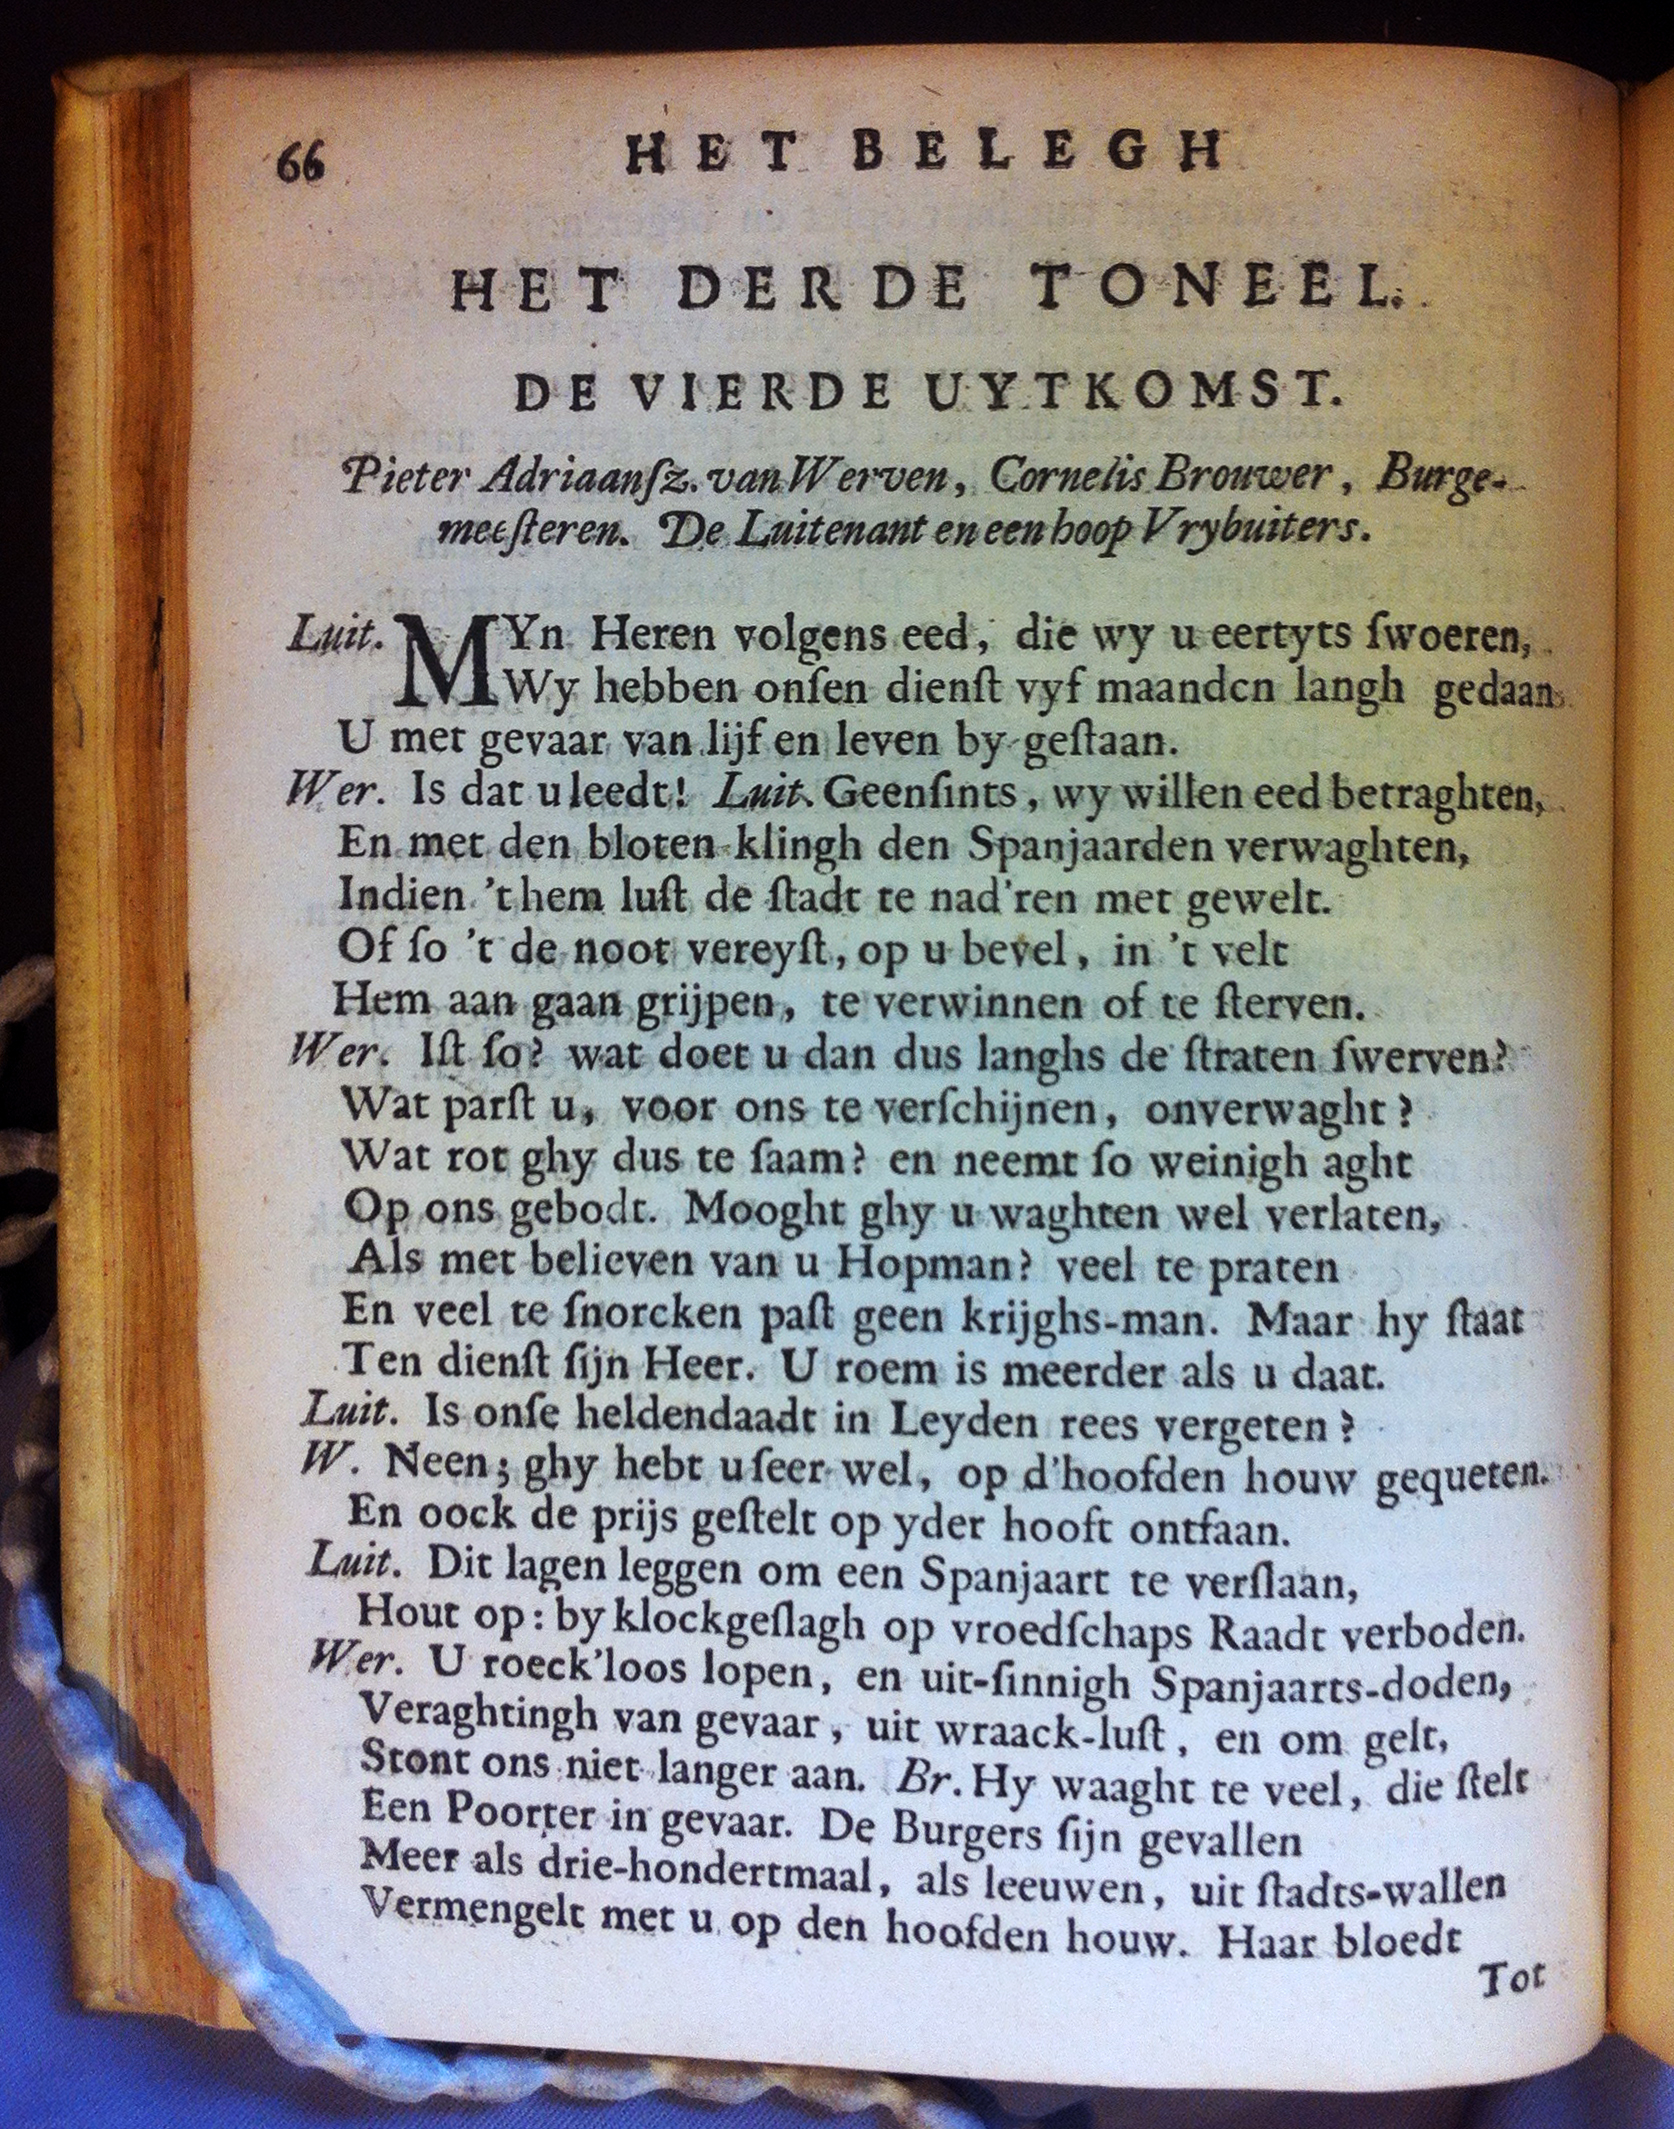 66 HET BELEGH
HET DERDE TONEEL.
DE VIERDE UYTKOMST.
Pieter Adriaanſz. van Werven, Cornelis Brouwer, Burge-
meeſteren. De Luitenant en een hoop Vrybuiters.
Luit. MYn Heren volgens eed, die wy u eertyts ſwoeren,
Wy hebben onſen dienſt vyf maanden langh gedaan
U met gevaar van lijf en leven by geſtaan.
Wer. Is dat u leedt! Luit. Geenſints, wy willen eed betraghten,
En met den bloten klingh den Spanjaarden verwaghten,
Indien 't hem luſt de ſtadt te nad'ren met gewelt.
Of ſo 't de noot vereyſt, op u bevel, in 't velt
Hem aan gaan grijpen, te verwinnen of te ſterven.
Wer. Iſt ſo? wat doet u dan dus langhs de ſtraten ſwerven?
Wat parſt u, voor ons te verſchijnen, onverwaght?
Wat rot ghy dus te ſaam? en neemt ſo weinigh aght
Op ons gebodt. Mooght ghy u waghten wel verlaten,
Als met believen van u Hopman? veel te praten
En veel te ſnorcken paſt geen krijghs-man. Maar hy ſtaat
Ten dienſt ſijn Heer. U roem is meerder als u daat.
Luit. Is onſe heldendaadt in Leyden rees vergeten?
W. Neen; ghy hebt u ſeer wel, op d'hoofden houw gequeten.
En oock de prijs geſtelt op yder hooft ontfaan.
Luit. Dit lagen leggen om een Spanjaart te verſlaan,
Hout op: by klockgeſlagh op vroedſchaps Raadt verboden.
Wer. U roeck'loos lopen, en uit-ſinnigh Spanjaarts-doden,
Veraghtingh van gevaar, uit wraack-luſt, en om gelt,
Stont ons niet langer aan. Br. Hy waaght te veel, die ſtelt
Een Poorter in gevaar. De Burgers ſijn gevallen
Meer als drie-hondertmaal, als leeuwen, uit ſtadts-wallen
Vermengelt met u op den hoofden houw. Haar bloedt
Tot